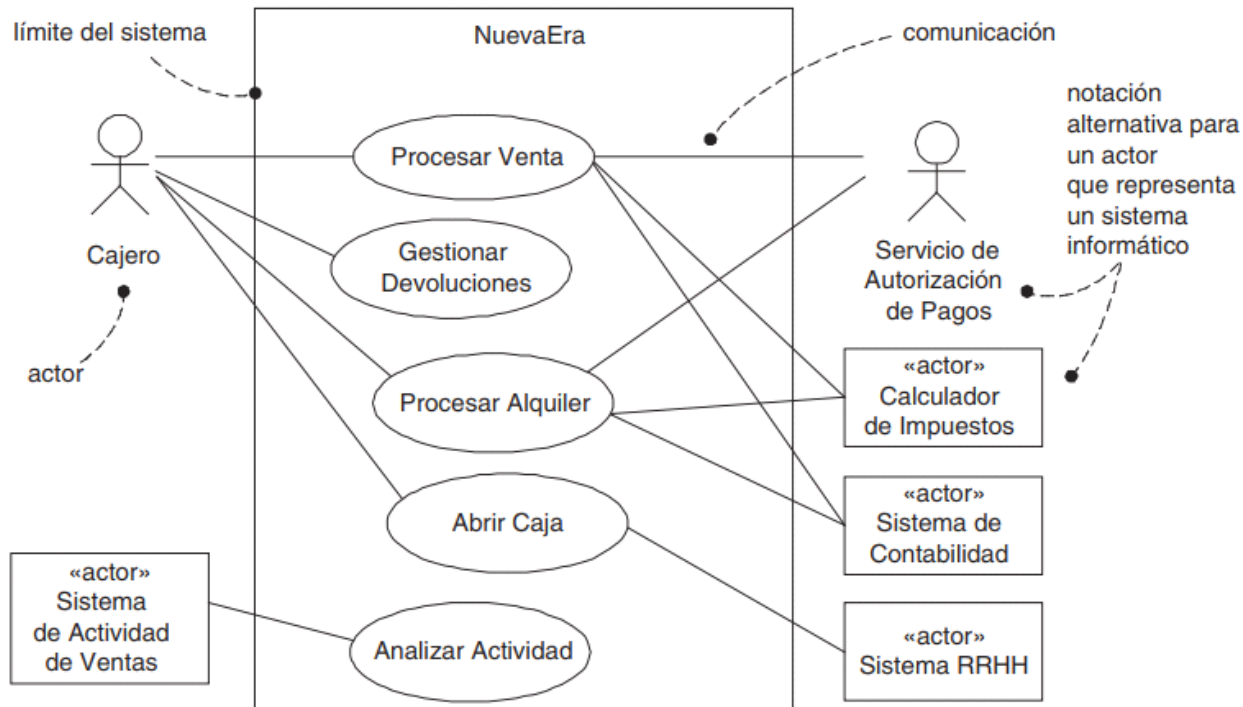 límite del sistema
NuevaEra
comunicación
notación
alternativa para
un actor
que representa
un sistema
informático
Procesar Venta
Cajero
Gestionar
Devoluciones
Servicio de
Autorización
de Pagos
actor
Procesar Alquiler
«actor»
Calculador
de Impuestos
Abrir Caja
«actor»
Sistema de
Contabilidad
«actor»
Sistema
de Actividad
de Ventas
Analizar Actividad
«actor»
Sistema RRHH